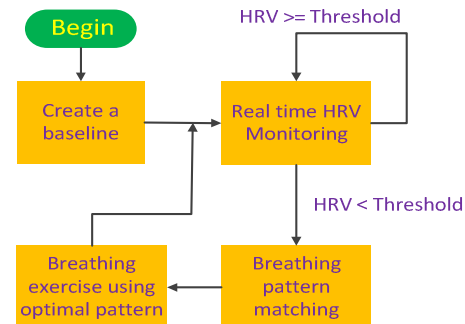 Begin
HRV >= Threshold
Create a
baseline
Real time HRV
Monitoring
HRV < Threshold
Breathing
pattern
matching
Breathing
exercise using
optimal pattern